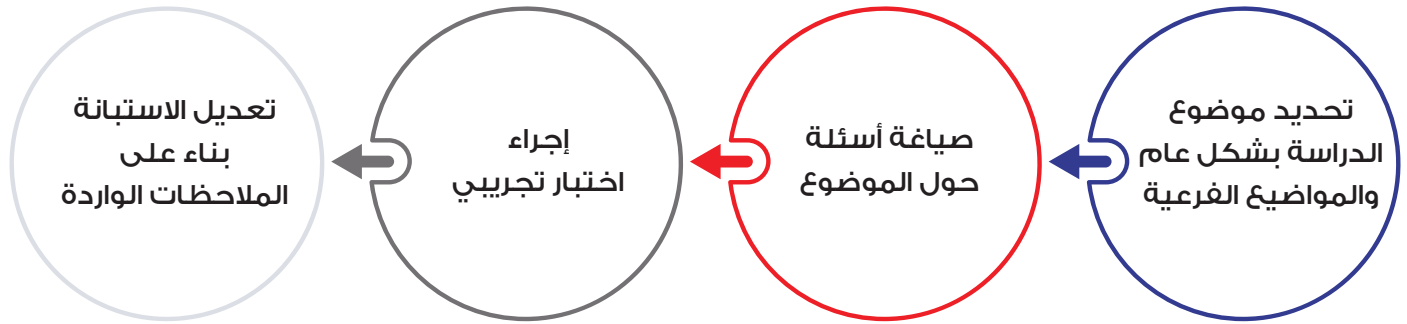 تحديد موضوع
الدراسة بشكل عام
والمواضيع الفرعية
صياغة أسئلة
حول الموضوع
إجراء
اختبار تجريبي
تعديل الاستبانة
بناء على
الملاحظات الواردة